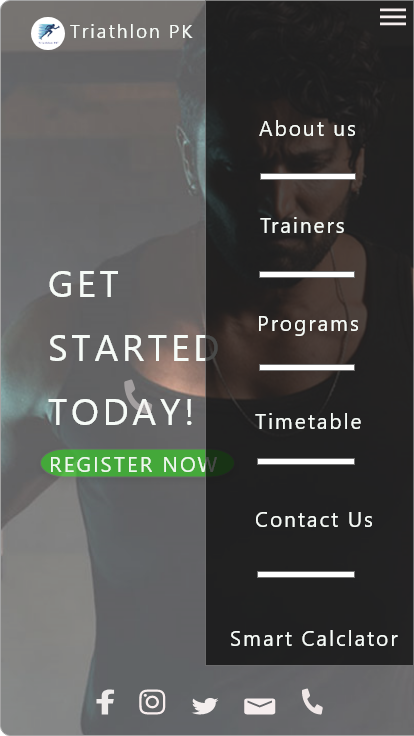 Triathlon PK
About us
Trainers
Programs
Timetable
Contact Us
Smart Calclator
GET
STARTED
TODAY!
REGISTER NOW